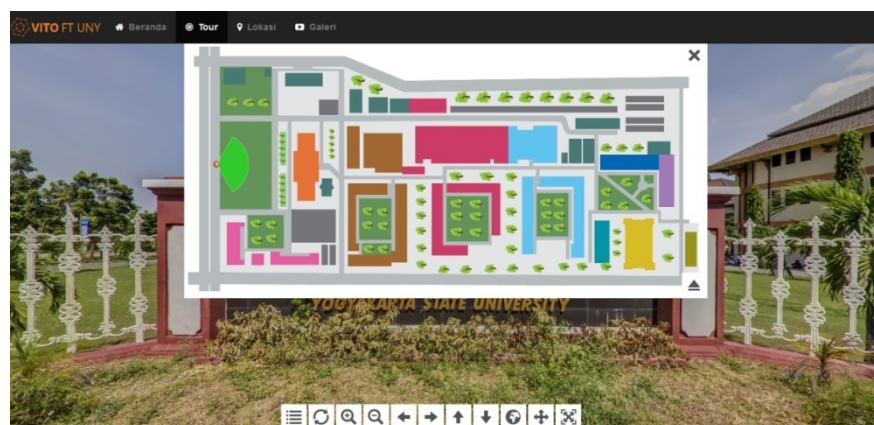 VITO FT UNY Beranda Tour Lokasi Galeri
YOGYAKARTA STATE UNIVERSITY